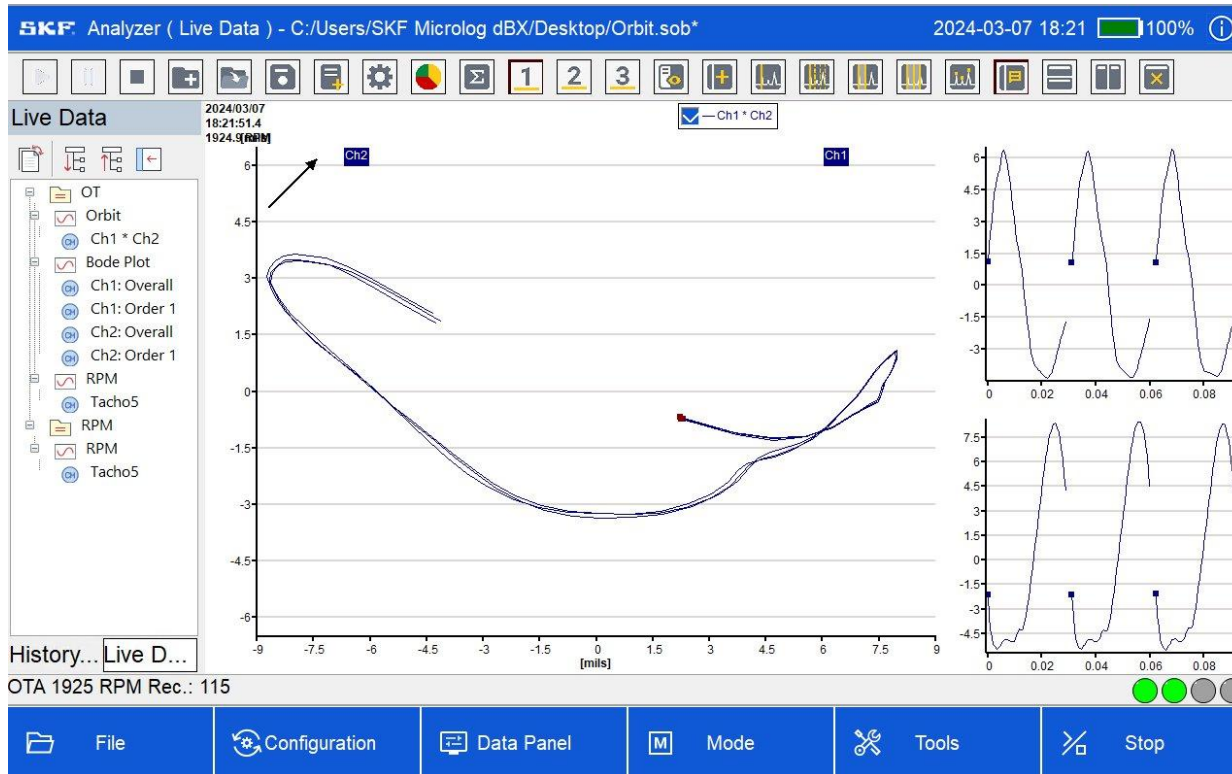 SKF. Analyzer ( Live Data ) - C:/Users/SKF Microlog dBX/Desktop/Orbit.sob* 2024-03-07 18:21 100%
1 2 3
Live Data
OT
Orbit
Ch1 * Ch2
Bode Plot
Ch1: Overall
Ch1: Order 1
Ch2: Overall
Ch2: Order 1
RPM
Tacho5
RPM
RPM
Tacho5
History... Live D...
2024/03/07
18:21:51.4
1924.9 [mils]
Ch1 * Ch2
Ch2 Ch1
6
4.5
3
1.5
0
-1.5
-3
-4.5
-6
-9 -7.5 -6 -4.5 -3 -1.5 0 1.5 3 4.5 6 7.5 9
[mils]
6
4.5
3
1.5
0
-1.5
-3
0 0.02 0.04 0.06 0.08
7.5
6
4.5
3
1.5
0
-1.5
-3
-4.5
0 0.02 0.04 0.06 0.08
OTA 1925 RPM Rec.: 115
File Configuration Data Panel M Mode Tools Stop